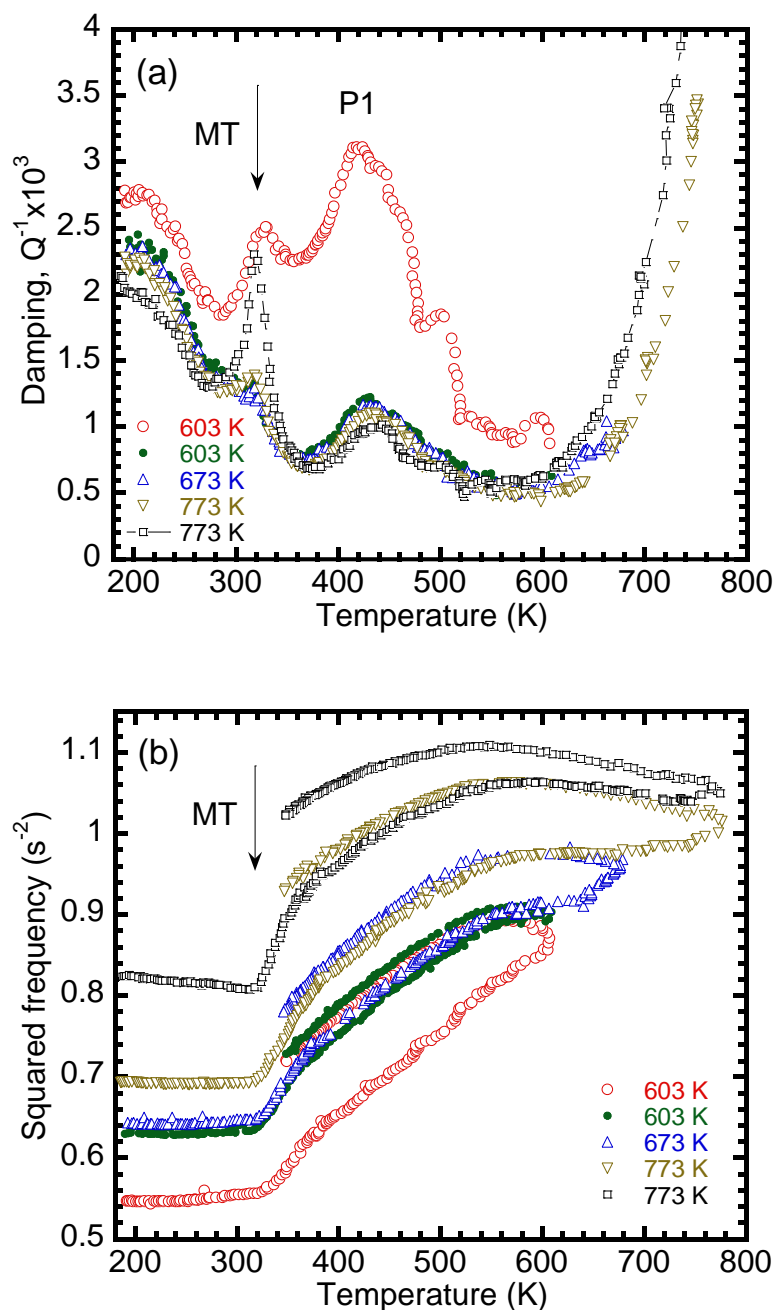 4
3.5
3
2.5
2
1.5
1
0.5
0
Damping, Q⁻¹x10³
(a)
MT
P1
603 K
603 K
673 K
773 K
773 K
200 300 400 500 600 700 800
Temperature (K)
1.1
1
0.9
0.8
0.7
0.6
0.5
Squared frequency (s⁻²)
(b)
MT
603 K
603 K
673 K
773 K
773 K
200 300 400 500 600 700 800
Temperature (K)